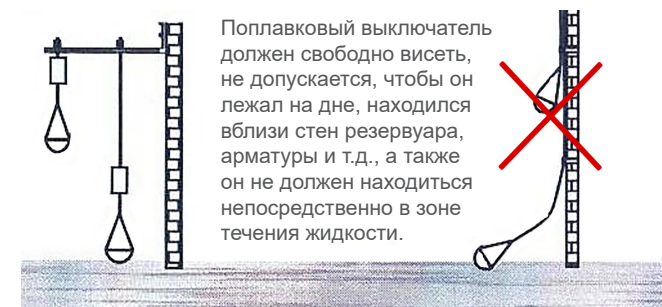 Поплавковый выключатель
должен свободно висеть,
не допускается, чтобы он
лежал на дне, находился
вблизи стен резервуара,
арматуры и т.д., а также
он не должен находиться
непосредственно в зоне
течения жидкости.